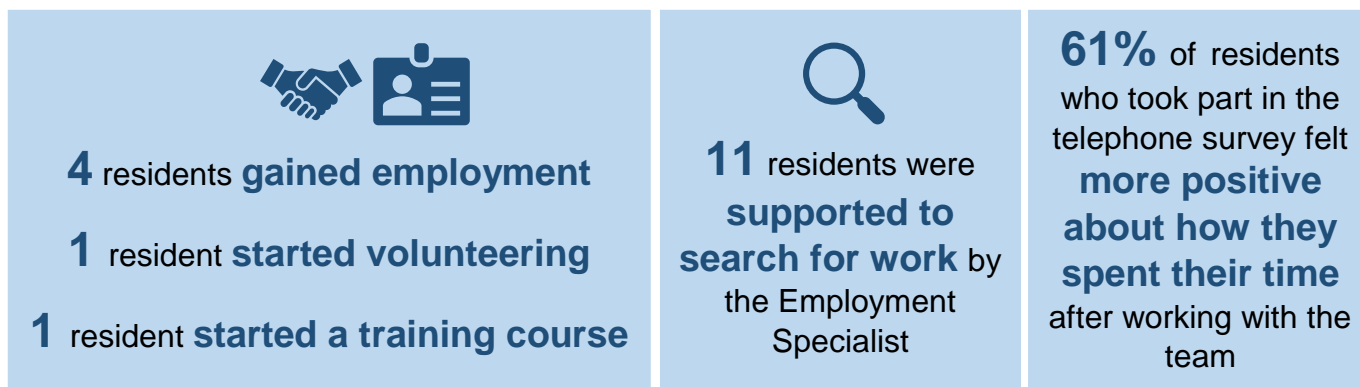 4 residents gained employment
1 resident started volunteering
1 resident started a training course
11 residents were
supported to
search for work by
the Employment
Specialist
61% of residents
who took part in the
telephone survey felt
more positive
about how they
spent their time
after working with the
team